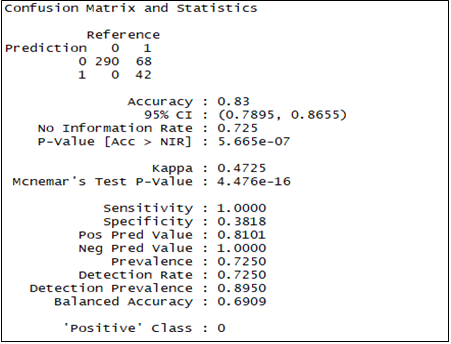 Confusion Matrix and Statistics
Reference
Prediction 0 1
0 290 68
1 0 42
Accuracy : 0.83
95% CI : (0.7895, 0.8655)
No Information Rate : 0.725
P-Value [Acc > NIR] : 5.665e-07
Kappa : 0.4725
Mcnemar's Test P-Value : 4.476e-16
Sensitivity : 1.0000
Specificity : 0.3818
Pos Pred Value : 0.8101
Neg Pred Value : 1.0000
Prevalence : 0.7250
Detection Rate : 0.7250
Detection Prevalence : 0.8950
Balanced Accuracy : 0.6909
'Positive' Class : 0